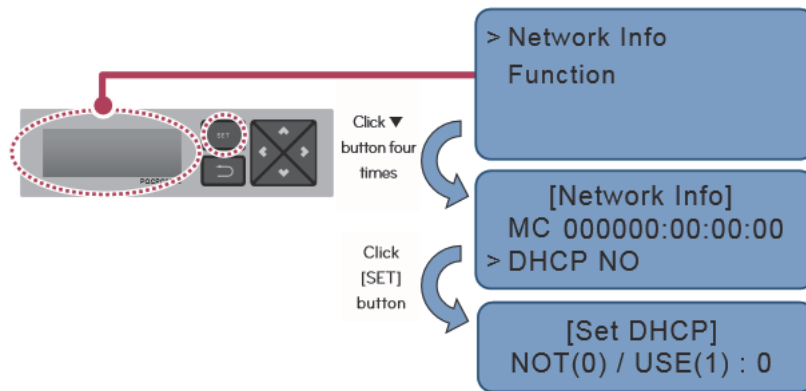 > Network Info
Function
SET
Click ▼
button four
times
[Network Info]
MC 000000:00:00:00
> DHCP NO
Click
[SET]
button
[Set DHCP]
NOT(0) / USE(1) : 0